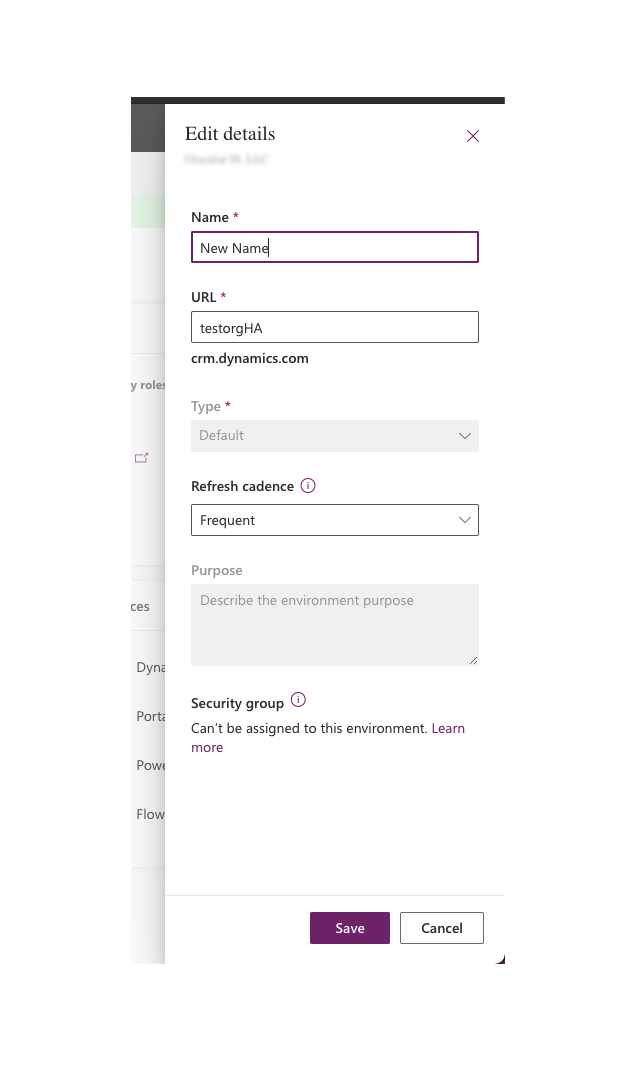 Edit details
Name *
New Name
URL *
testorgHA
crm.dynamics.com
y roles
Type *
Default
Refresh cadence
Frequent
Purpose
ces
Describe the environment purpose
Dyna
Porta
Security group
Can't be assigned to this environment. Learn
more
Powe
Flow
Save
Cancel